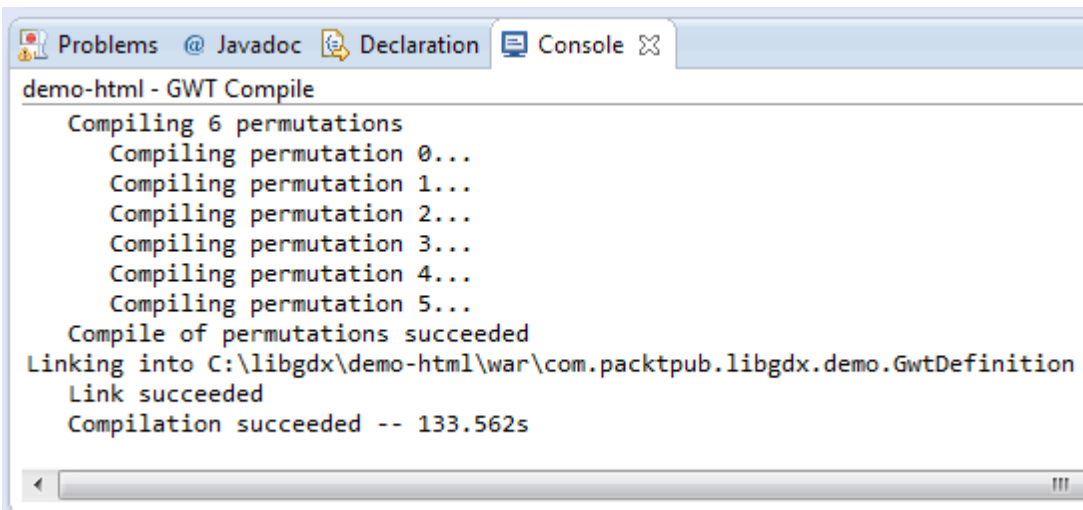 Problems @ Javadoc Declaration Console
demo-html - GWT Compile
Compiling 6 permutations
Compiling permutation 0...
Compiling permutation 1...
Compiling permutation 2...
Compiling permutation 3...
Compiling permutation 4...
Compiling permutation 5...
Compile of permutations succeeded
Linking into C:\libgdx\demo-html\war\com.packtpub.libgdx.demo.GwtDefinition
Link succeeded
Compilation succeeded -- 133.562s